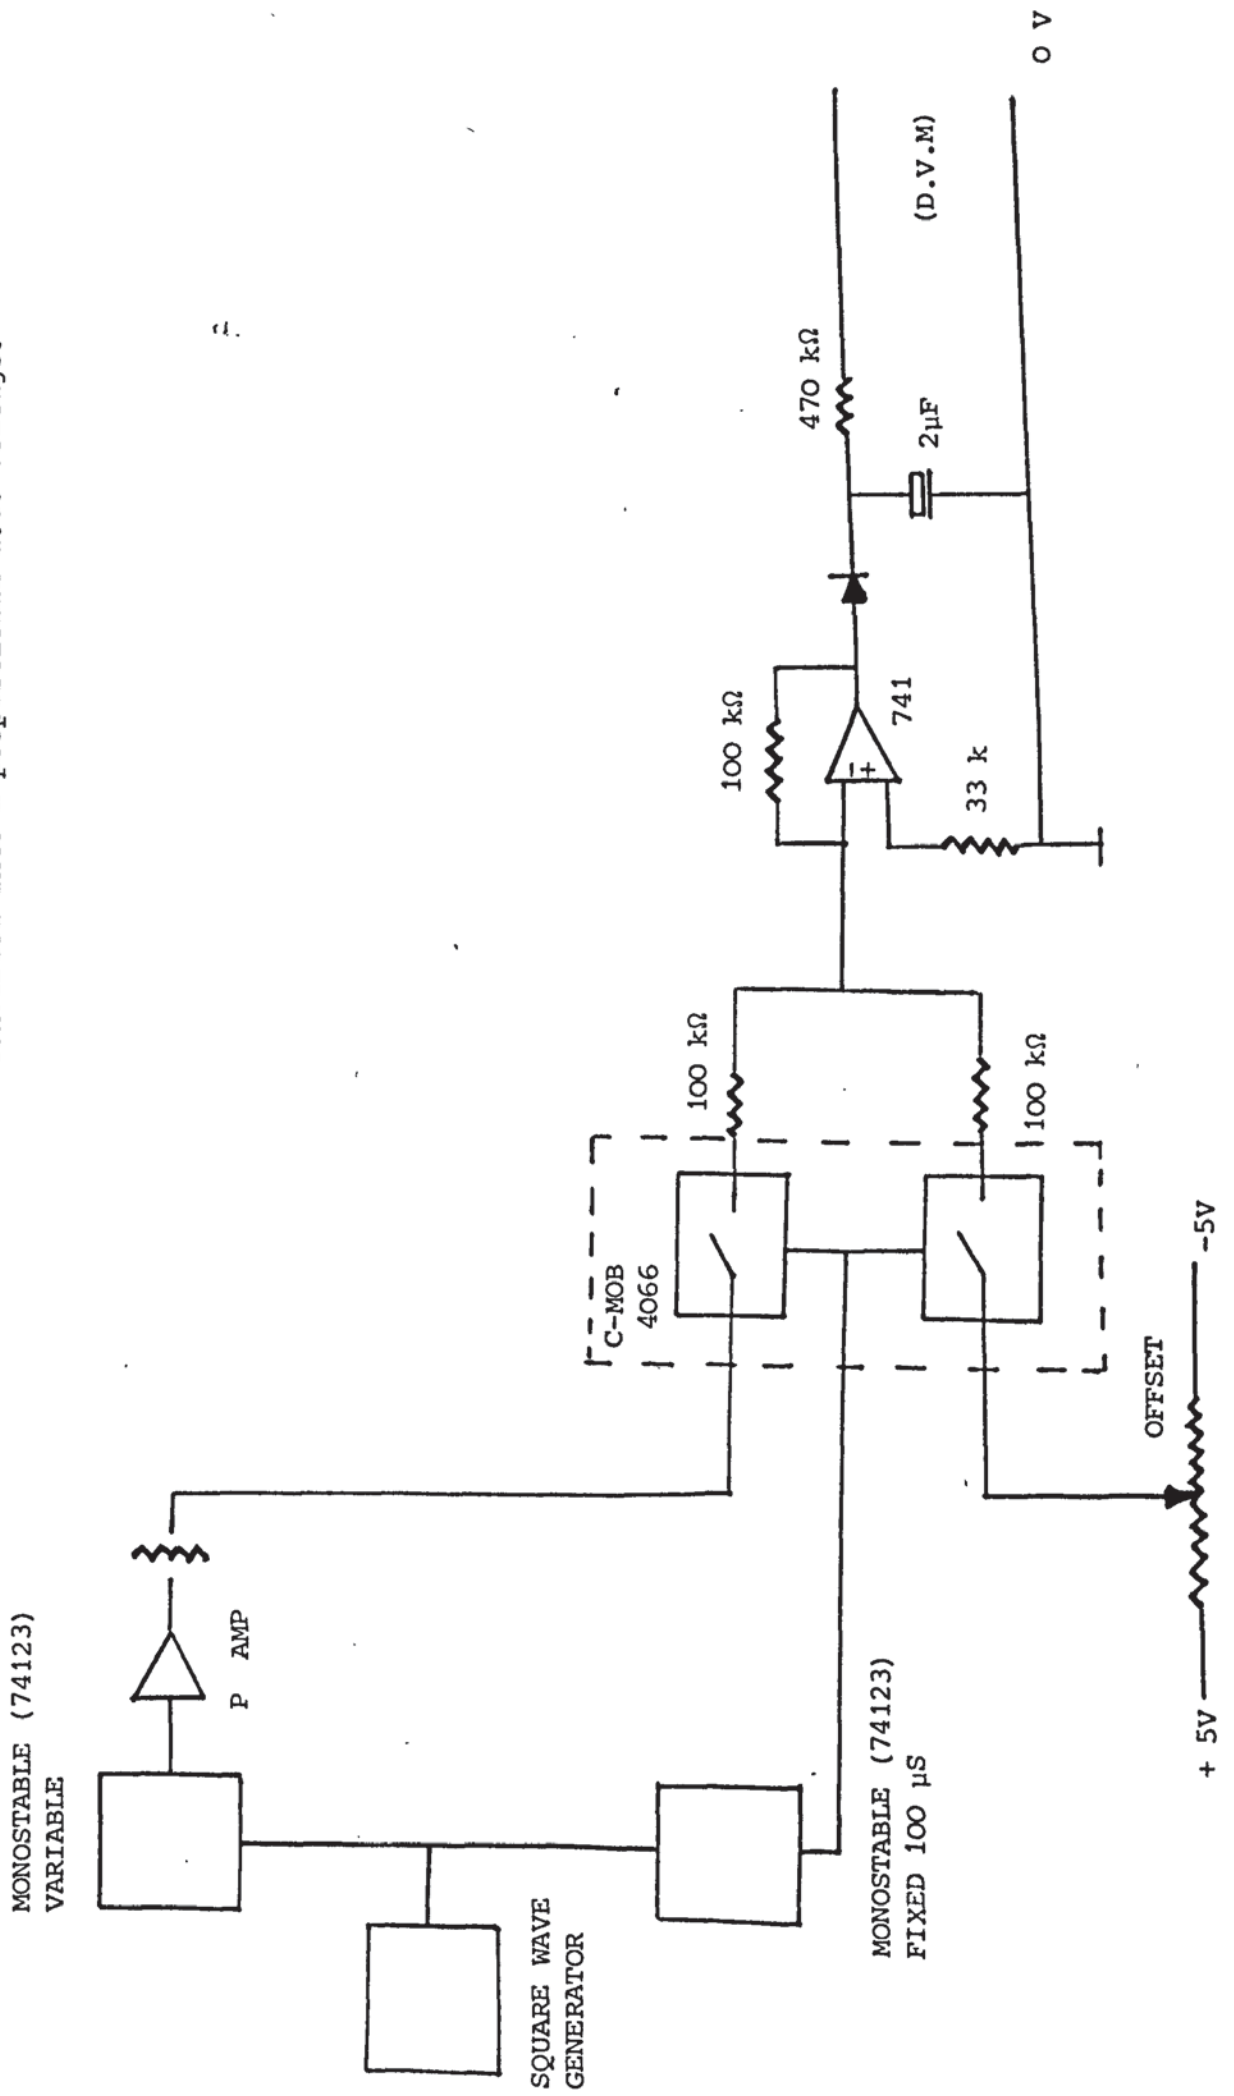 MONOSTABLE (74123)
VARIABLE
P AMP
SQUARE WAVE
GENERATOR
MONOSTABLE (74123)
FIXED 100 µS
C-MOB
4066
100 kΩ
100 kΩ
OFFSET
+ 5V
-5V
100 kΩ
-
+
741
33 k
470 kΩ
2µF
(D.V.M)
O V